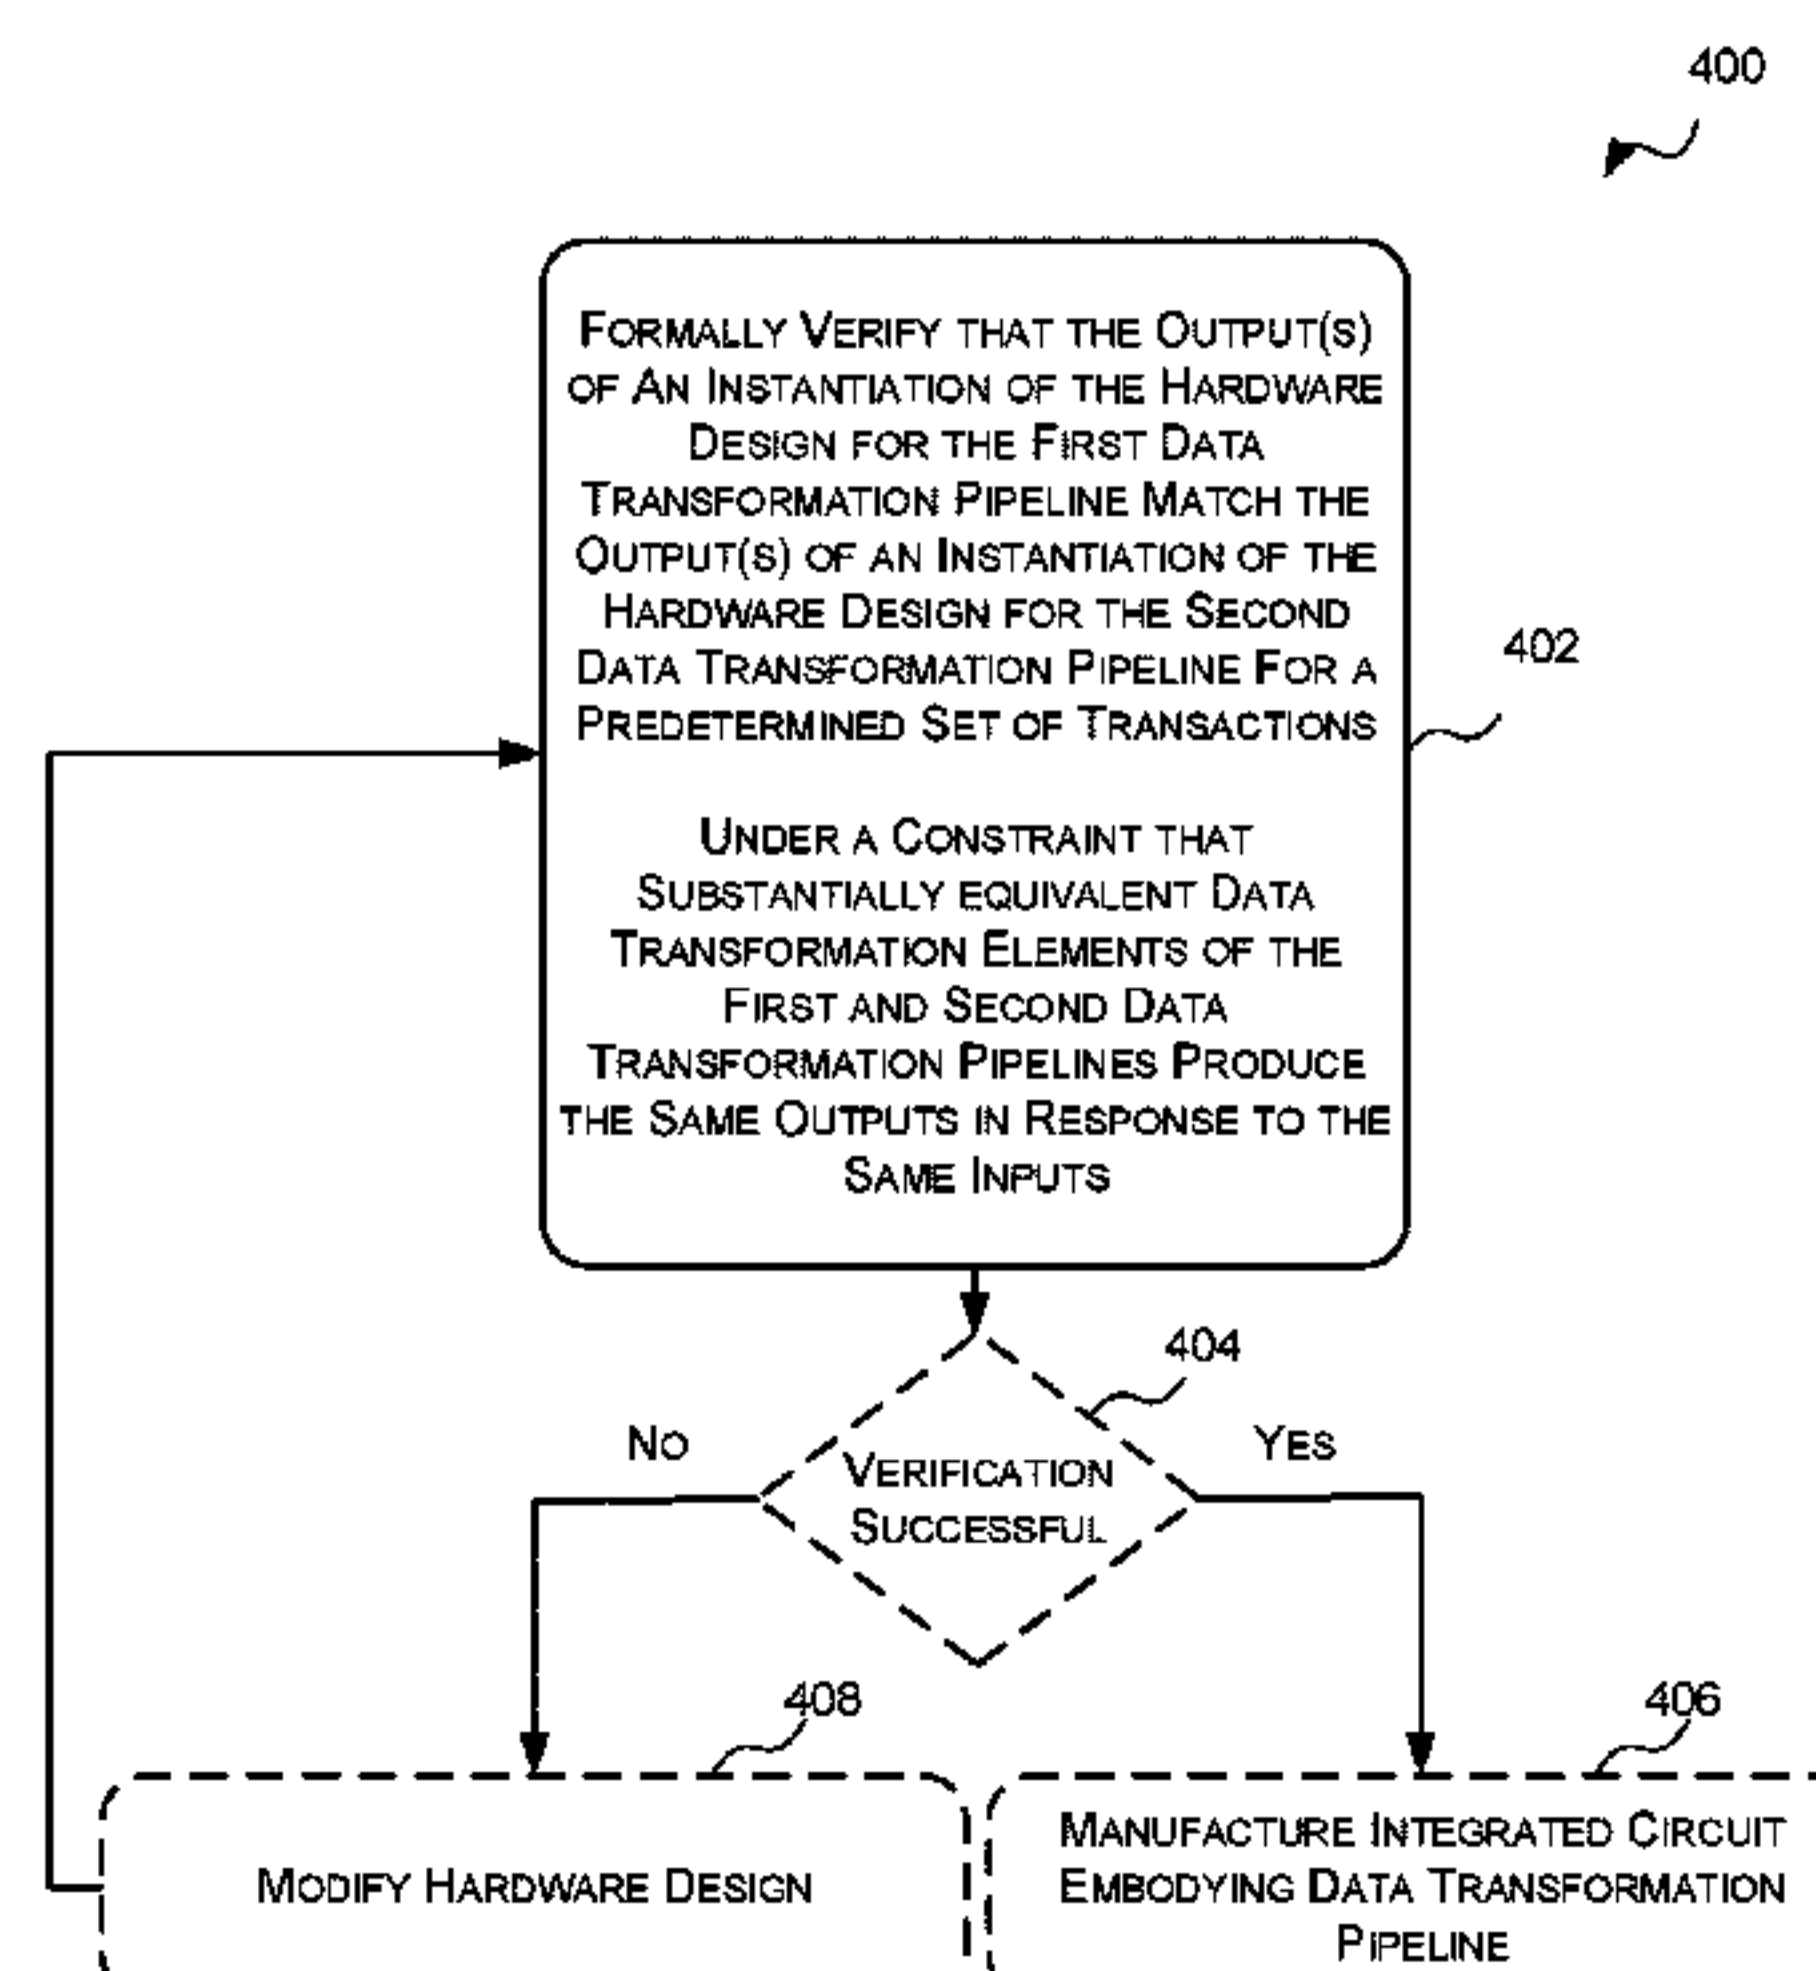 400
FORMALLY VERIFY THAT THE OUTPUT(S)
OF AN INSTANTIATION OF THE HARDWARE
DESIGN FOR THE FIRST DATA
TRANSFORMATION PIPELINE MATCH THE
OUTPUT(S) OF AN INSTANTIATION OF THE
HARDWARE DESIGN FOR THE SECOND
DATA TRANSFORMATION PIPELINE FOR A
PREDETERMINED SET OF TRANSACTIONS
402
UNDER A CONSTRAINT THAT
SUBSTANTIALLY EQUIVALENT DATA
TRANSFORMATION ELEMENTS OF THE
FIRST AND SECOND DATA
TRANSFORMATION PIPELINES PRODUCE
THE SAME OUTPUTS IN RESPONSE TO THE
SAME INPUTS
404
NO
YES
VERIFICATION
SUCCESSFUL
408
406
MODIFY HARDWARE DESIGN
MANUFACTURE INTEGRATED CIRCUIT
EMBODYING DATA TRANSFORMATION
PIPELINE